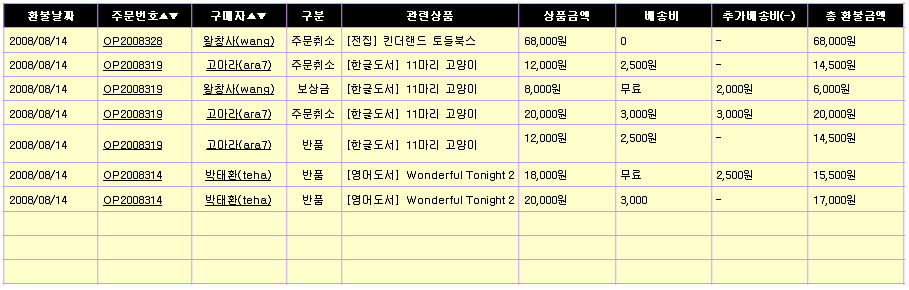 환불날짜 주문번호▲▼ 구매자▲▼ 구분 관련상품 상품금액 배송비 추가배송비(-) 총 환불금액
2008/08/14 OP2008328 왕창사(wang) 주문취소 [전집] 킨더랜드 토들북스 68,000원 0 - 68,000원
2008/08/14 OP2008319 고마라(ara7) 주문취소 [한글도서] 11마리 고양이 12,000원 2,500원 - 14,500원
2008/08/14 OP2008319 왕창사(wang) 보상금 [한글도서] 11마리 고양이 8,000원 무료 2,000원 6,000원
2008/08/14 OP2008319 고마라(ara7) 주문취소 [한글도서] 11마리 고양이 20,000원 3,000원 3,000원 20,000원
2008/08/14 OP2008319 고마라(ara7) 반품 [한글도서] 11마리 고양이 12,000원 2,500원 - 14,500원
2008/08/14 OP2008314 박태환(teha) 반품 [영어도서] Wonderful Tonight 2 18,000원 무료 2,500원 15,500원
2008/08/14 OP2008314 박태환(teha) 반품 [영어도서] Wonderful Tonight 2 20,000원 3,000 - 17,000원